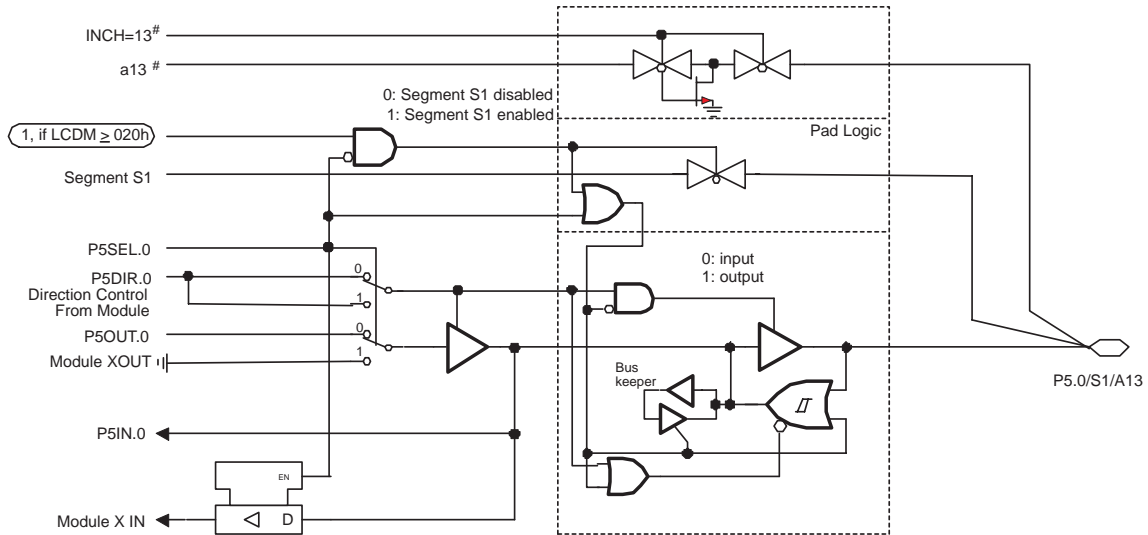 INCH=13#
a13 #
0: Segment S1 disabled
1: Segment S1 enabled
1, if LCDM ≥ 020h
Pad Logic
Segment S1
P5SEL.0
P5DIR.0
0
Direction Control
From Module
1
0: input
1: output
P5OUT.0
0
Module XOUT
1
Bus
keeper
P5.0/S1/A13
P5IN.0
EN
Module X IN
D